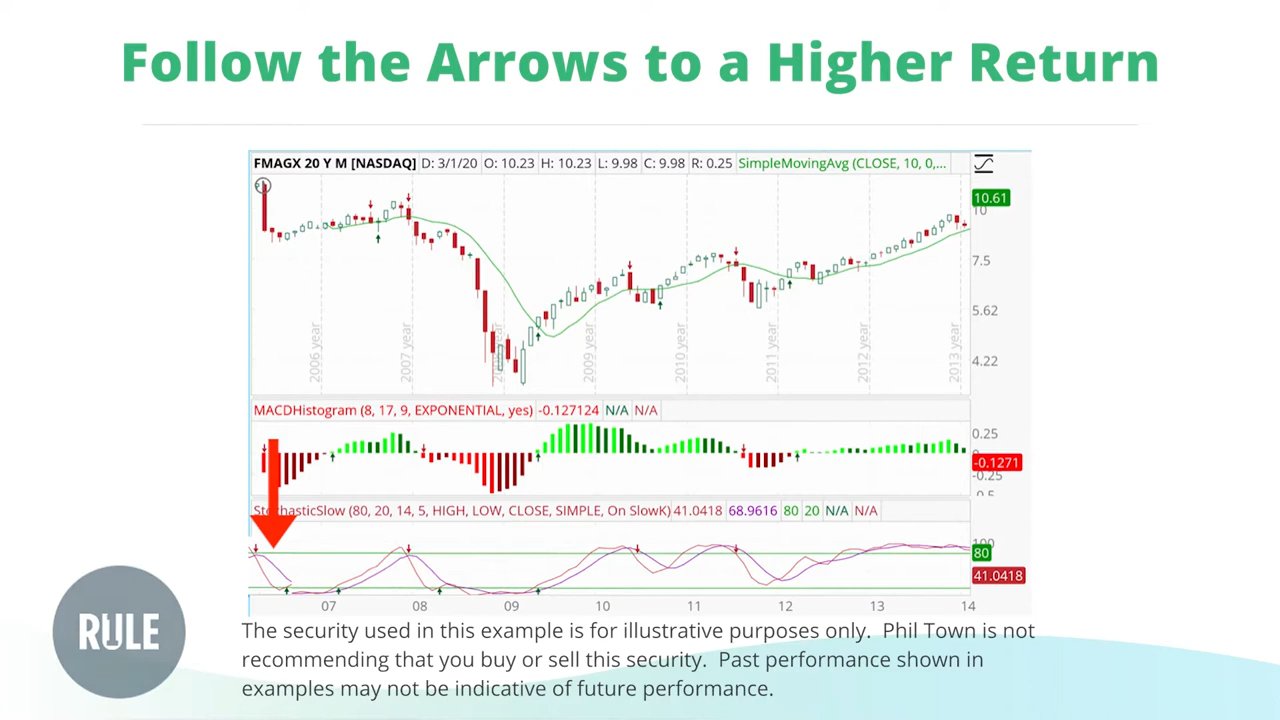 Follow the Arrows to a Higher Return
FMAGX 20 Y M [NASDAQ] D: 3/1/20 O: 10.23 H: 10.23 L: 9.98 C: 9.98 R: 0.25 SimpleMovingAvg (CLOSE, 10, 0,...
10.61
10
7.5
5.62
4.22
2006 year
2007 year
2009 year
2010 year
2011 year
2012 year
2013 year
MACDHistogram (8, 17, 9, EXPONENTIAL, yes) -0.127124 N/A N/A
0.25
-0.1271
-0.25
StochasticSlow (80, 20, 14, 5, HIGH, LOW, CLOSE, SIMPLE, On SlowK) 41.0418 68.9616 80 20 N/A N/A
100
80
41.0418
07 08 09 10 11 12 13 14
RULE
The security used in this example is for illustrative purposes only. Phil Town is not
recommending that you buy or sell this security. Past performance shown in
examples may not be indicative of future performance.